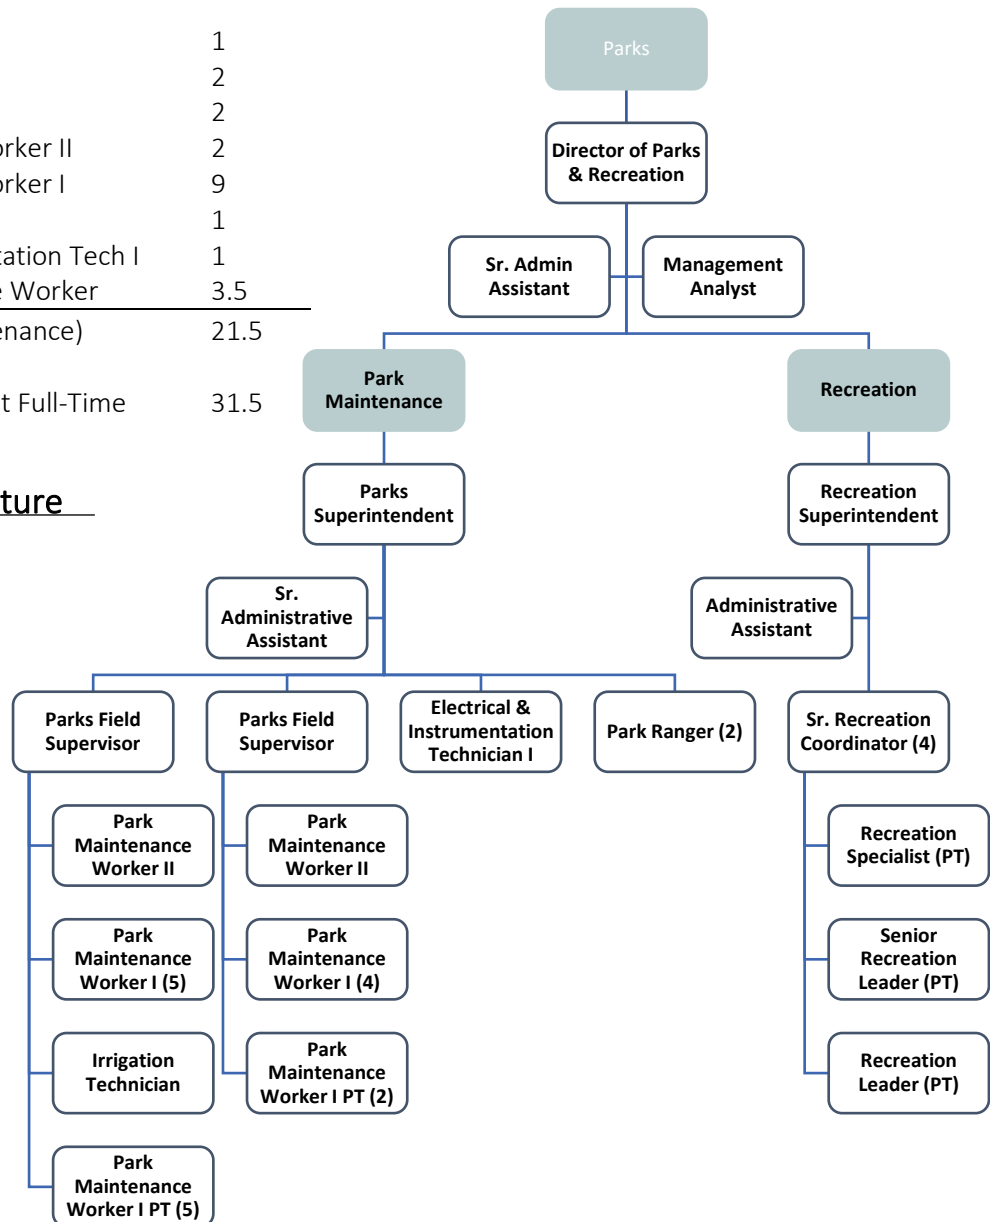 1
2
2
orker II 2
orker I 9
1
tation Tech I 1
e Worker 3.5
enance) 21.5
t Full-Time 31.5
ture
Parks
Director of Parks
& Recreation
Sr. Admin
Assistant
Management
Analyst
Park
Maintenance
Recreation
Parks
Superintendent
Recreation
Superintendent
Sr.
Administrative
Assistant
Administrative
Assistant
Parks Field
Supervisor
Parks Field
Supervisor
Electrical &
Instrumentation
Technician I
Park Ranger (2)
Sr. Recreation
Coordinator (4)
Park
Maintenance
Worker II
Park
Maintenance
Worker II
Recreation
Specialist (PT)
Park
Maintenance
Worker I (5)
Park
Maintenance
Worker I (4)
Senior
Recreation
Leader (PT)
Irrigation
Technician
Park
Maintenance
Worker I PT (2)
Recreation
Leader (PT)
Park
Maintenance
Worker I PT (5)